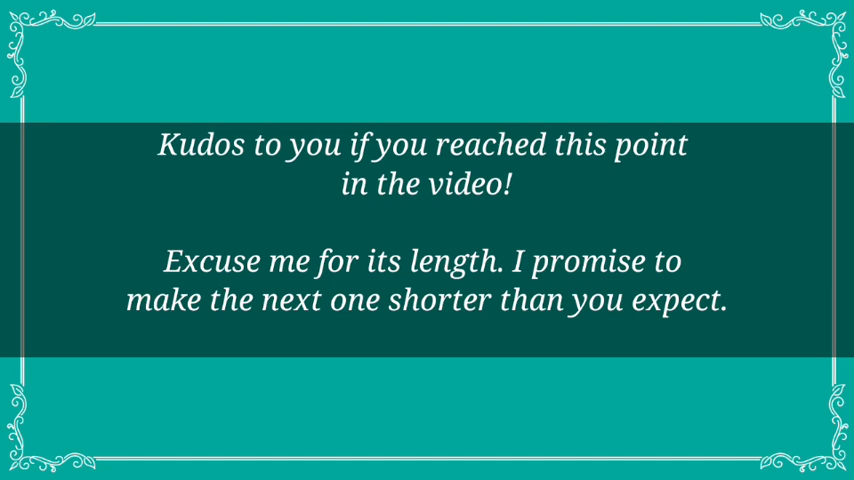 Kudos to you if you reached this point
in the video!
Excuse me for its length. I promise to
make the next one shorter than you expect.